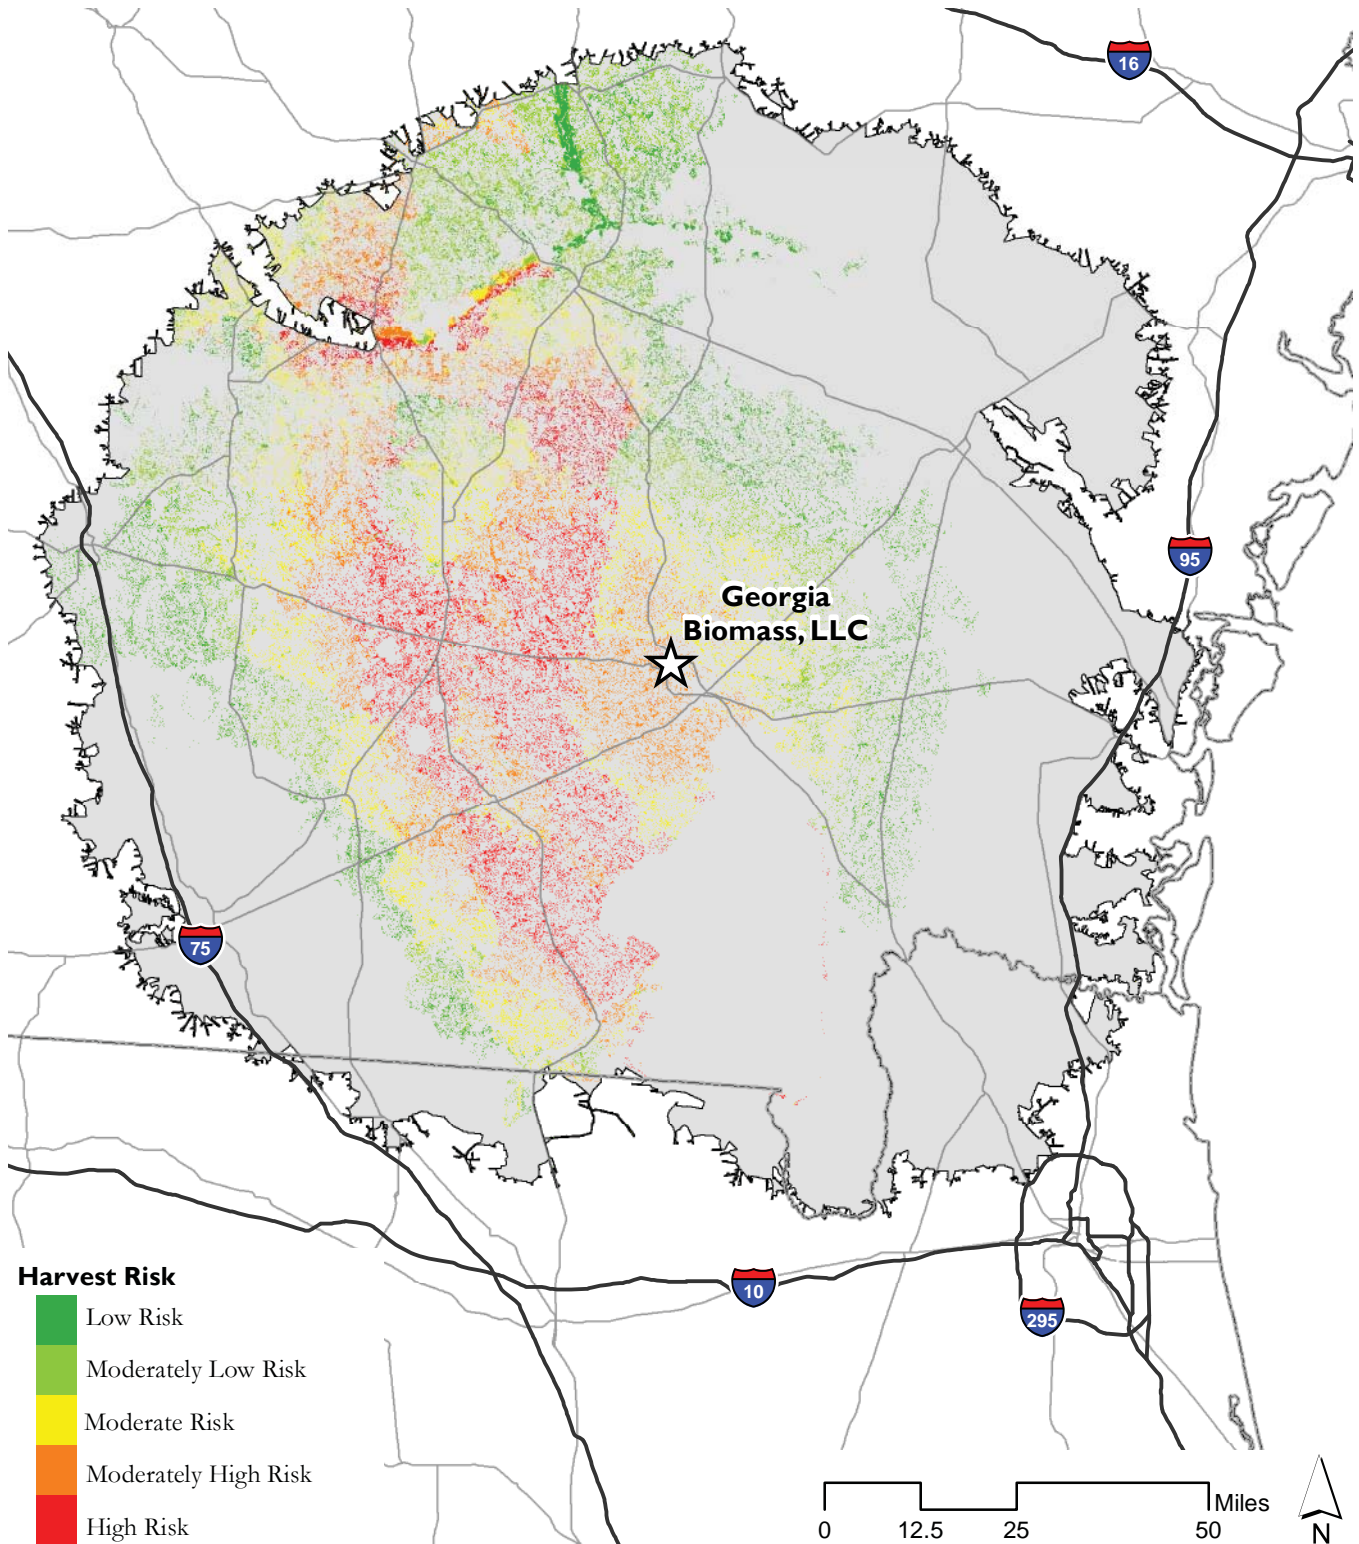 16
95
Georgia
Biomass, LLC
75
10
295
Harvest Risk
Low Risk
Moderately Low Risk
Moderate Risk
Moderately High Risk
High Risk
Miles
0 12.5 25 50
N